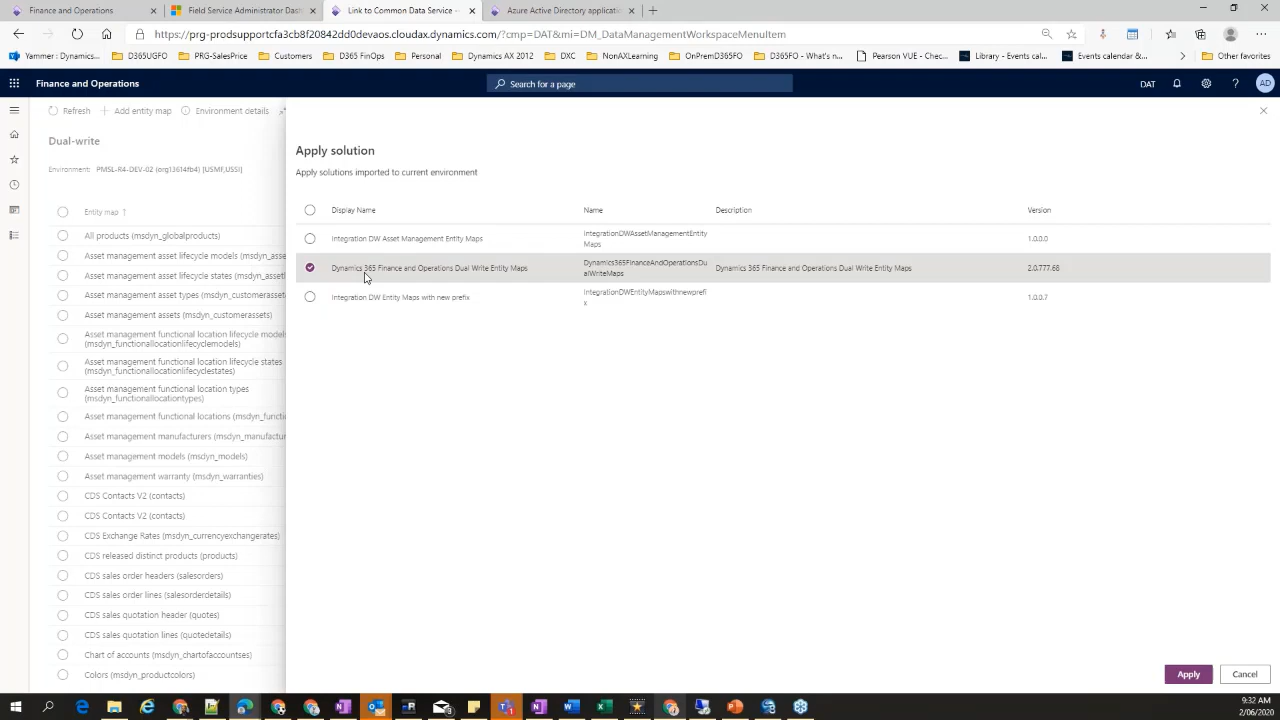 Finance and Operations
Field Service Administrator Dash
Link to Common Data Service -
Azure Active Directory application
https://prg-prodsupportcfa3cb8f20842dd0devaos.cloudax.dynamics.com/?cmp=DAT&mi=DM_DataManagementWorkspaceMenuItem
Yammer : Dynamics...
D365UGFO
PRG-SalesPrice
Customers
D365 FinOps
Personal
Dynamics AX 2012
DXC
NonAXLearning
OnPremD365FO
D365FO - What's n...
Pearson VUE - Chec...
Library - Events cal...
Events calendar - E...
Other favorites
Finance and Operations
Search for a page
DAT
AD
Refresh
Add entity map
Environment details
Dual-write
Environment: PMSL-R4-DEV-02 (org13614fb4) [USMF,USSI]
Entity map ↑
All products (msdyn_globalproducts)
Asset management asset lifecycle models (msdyn_asse
Asset management asset lifecycle states (msdyn_assetl
Asset management asset types (msdyn_customerasset
Asset management assets (msdyn_customerassets)
Asset management functional location lifecycle models
(msdyn_functionallocationlifecyclemodels)
Asset management functional location lifecycle states
(msdyn_functionallocationlifecyclestates)
Asset management functional location types
(msdyn_functionallocationtypes)
Asset management functional locations (msdyn_functi
Asset management manufacturers (msdyn_manufactur
Asset management models (msdyn_models)
Asset management warranty (msdyn_warranties)
CDS Contacts V2 (contacts)
CDS Contacts V2 (contacts)
CDS Exchange Rates (msdyn_currencyexchangerates)
CDS released distinct products (products)
CDS sales order headers (salesorders)
CDS sales order lines (salesorderdetails)
CDS sales quotation header (quotes)
CDS sales quotation lines (quotedetails)
Chart of accounts (msdyn_chartofaccountses)
Colors (msdyn_productcolors)
Apply solution
Apply solutions imported to current environment
Display Name
Name
Description
Version
Integration DW Asset Management Entity Maps
IntegrationDWAssetManagementEntity
Maps
1.0.0.0
Dynamics 365 Finance and Operations Dual Write Entity Maps
Dynamics365FinanceAndOperationsDu
alWriteMaps
Dynamics 365 Finance and Operations Dual Write Entity Maps
2.0.777.68
Integration DW Entity Maps with new prefix
IntegrationDWEntityMapswithnewprefi
x
1.0.0.7
Apply
Cancel
9:32 AM
2/06/2020